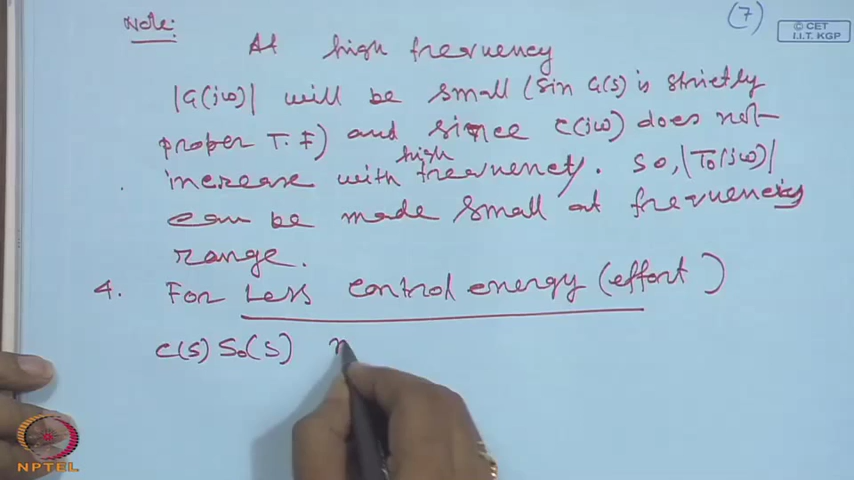 (7)
© CET
I.I.T. KGP
Note:
At high frequency
|G(jω)| will be small (Sin G(s) is strictly
proper T.F) and since C(jω) does not
increase with high frequency. So, |To(jω)|
can be made small at frequencies
range.
4. For Less control energy (effort)
C(s) So(s)
NPTEL